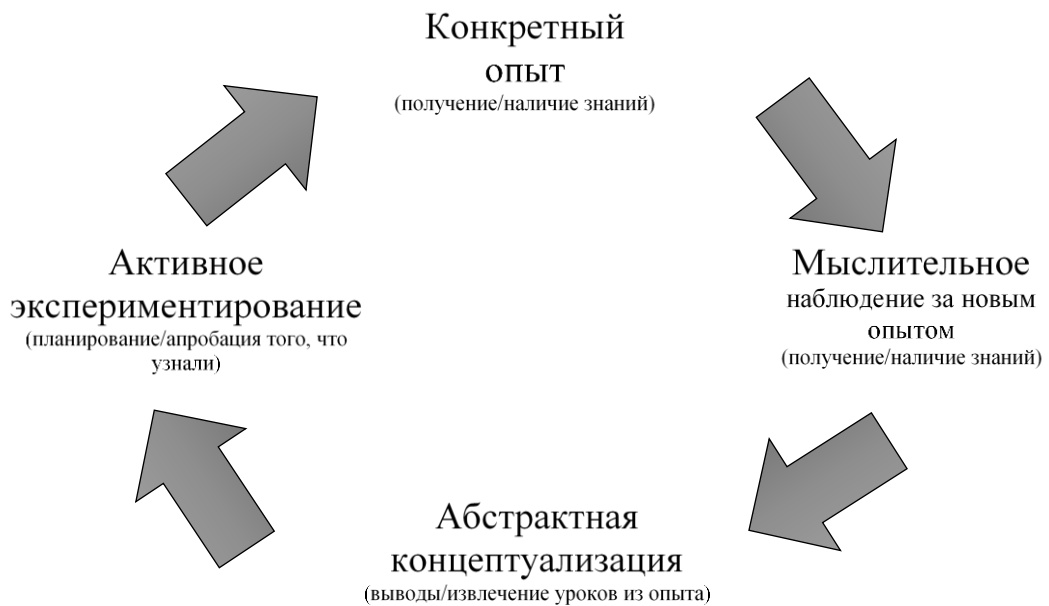 Конкретный
опыт
(получение/наличие знаний)
Мыслительное
наблюдение за новым
опытом
(получение/наличие знаний)
Абстрактная
концептуализация
(выводы/извлечение уроков из опыта)
Активное
экспериментирование
(планирование/апробация того, что
узнали)